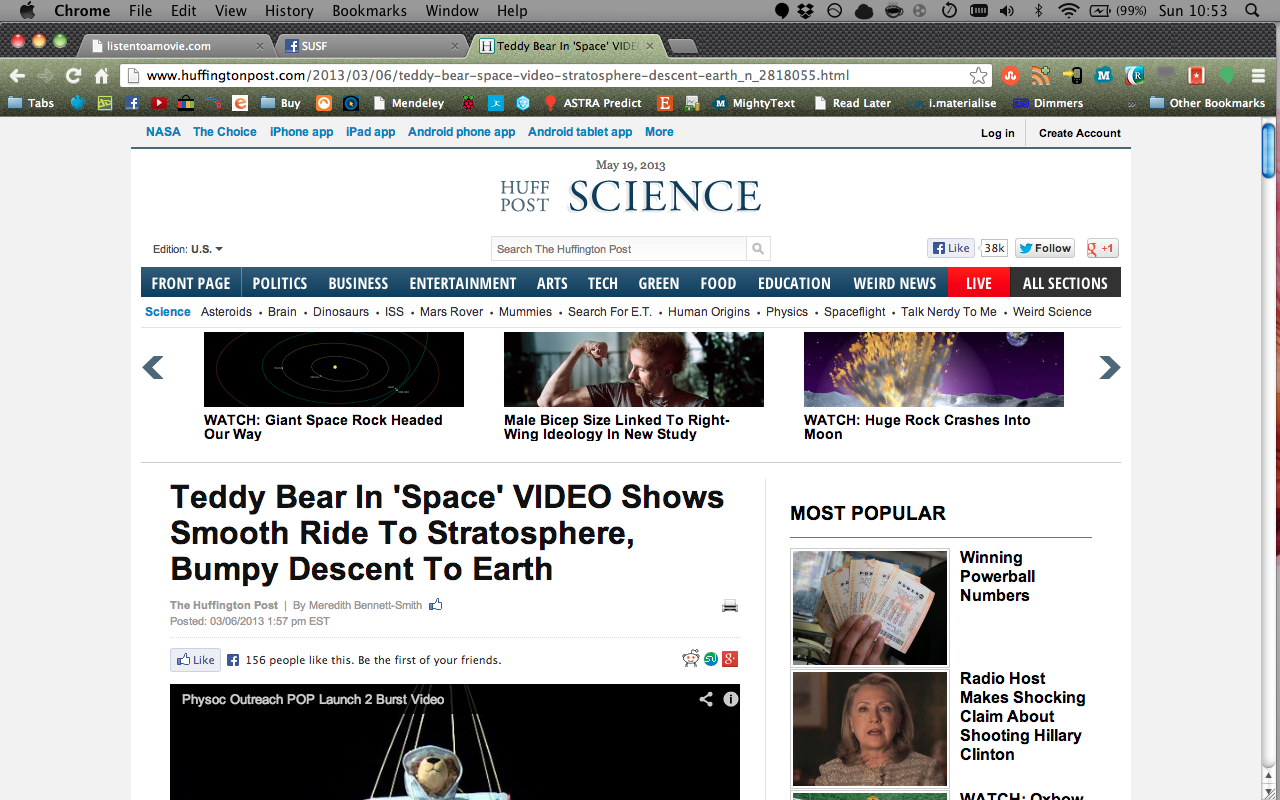 Chrome File Edit View History Bookmarks Window Help (99%) Sun 10:53
listentoamovie.com SUSF Teddy Bear In 'Space' VIDE
www.huffingtonpost.com/2013/03/06/teddy-bear-space-video-stratosphere-descent-earth_n_2818055.html
Tabs Buy Mendeley ASTRA Predict MightyText Read Later i.materialise Dimmers » Other Bookmarks
NASA The Choice iPhone app iPad app Android phone app Android tablet app More Log in Create Account
May 19, 2013
HUFF POST SCIENCE
Edition: U.S. Search The Huffington Post Like 38k Follow +1
FRONT PAGE POLITICS BUSINESS ENTERTAINMENT ARTS TECH GREEN FOOD EDUCATION WEIRD NEWS LIVE ALL SECTIONS
Science Asteroids • Brain • Dinosaurs • ISS • Mars Rover • Mummies • Search For E.T. • Human Origins • Physics • Spaceflight • Talk Nerdy To Me • Weird Science
WATCH: Giant Space Rock Headed
Our Way
Male Bicep Size Linked To Right-
Wing Ideology In New Study
WATCH: Huge Rock Crashes Into
Moon
Teddy Bear In 'Space' VIDEO Shows
Smooth Ride To Stratosphere,
Bumpy Descent To Earth
The Huffington Post | By Meredith Bennett-Smith
Posted: 03/06/2013 1:57 pm EST
Like 156 people like this. Be the first of your friends.
Physoc Outreach POP Launch 2 Burst Video
MOST POPULAR
Winning
Powerball
Numbers
Radio Host
Makes Shocking
Claim About
Shooting Hillary
Clinton
WATCH: Oxbow